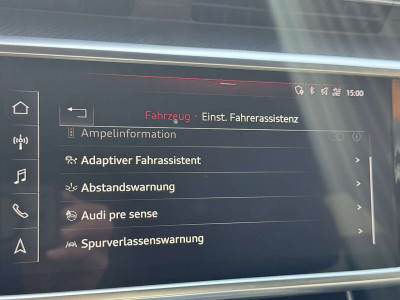 15:00
Fahrzeug · Einst. Fahrerassistenz
Ampelinformation
Adaptiver Fahrassistent
Abstandswarnung
Audi pre sense
Spurverlassenswarnung